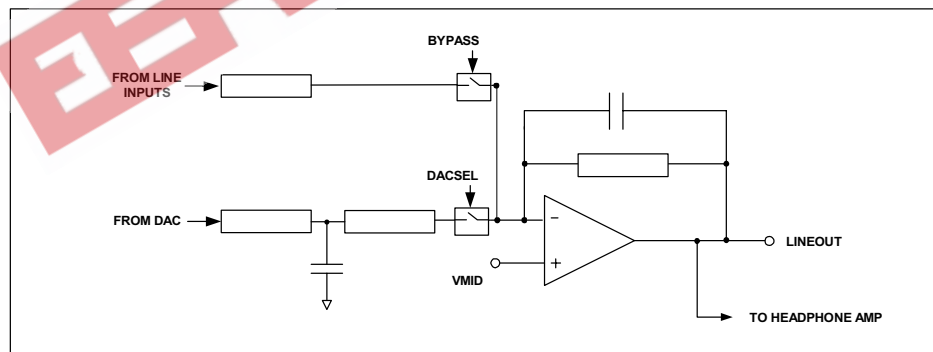 BYPASS
FROM LINE
INPUTS
DACSEL
FROM DAC
VMID
LINEOUT
TO HEADPHONE AMP